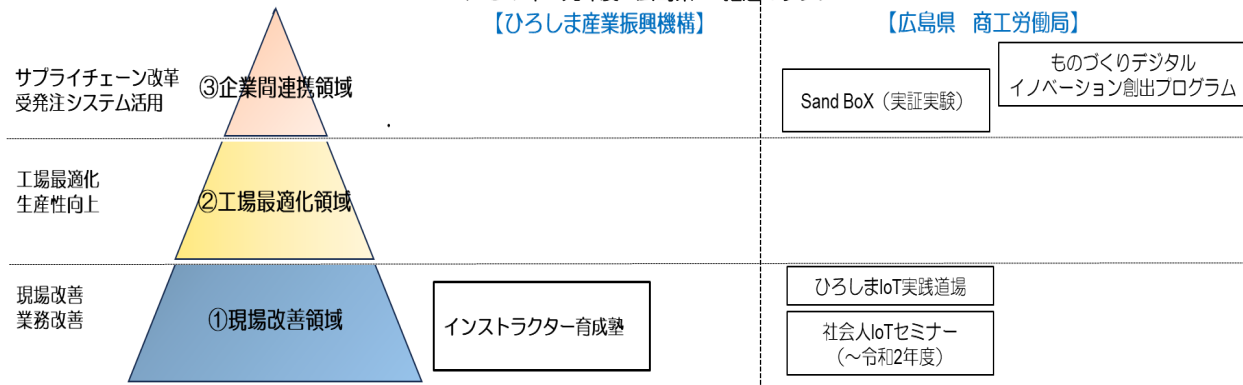 【ひろしま産業振興機構】
【広島県 商工労働局】
サプライチェーン改革
受発注システム活用
③企業間連携領域
Sand BoX（実証実験）
ものづくりデジタル
イノベーション創出プログラム
工場最適化
生産性向上
②工場最適化領域
現場改善
業務改善
①現場改善領域
インストラクター育成塾
ひろしまIoT実践道場
社会人IoTセミナー
（～令和2年度）